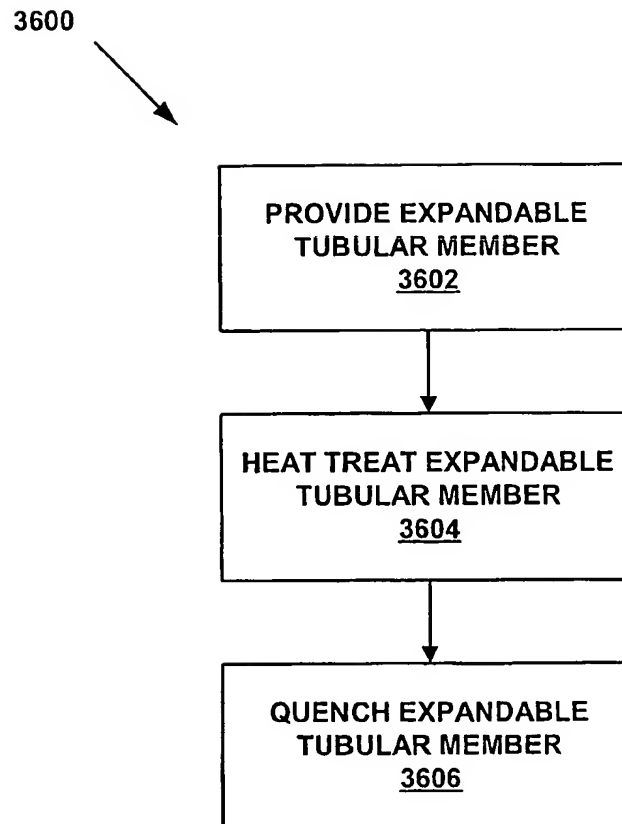 3600
PROVIDE EXPANDABLE
TUBULAR MEMBER
3602
HEAT TREAT EXPANDABLE
TUBULAR MEMBER
3604
QUENCH EXPANDABLE
TUBULAR MEMBER
3606